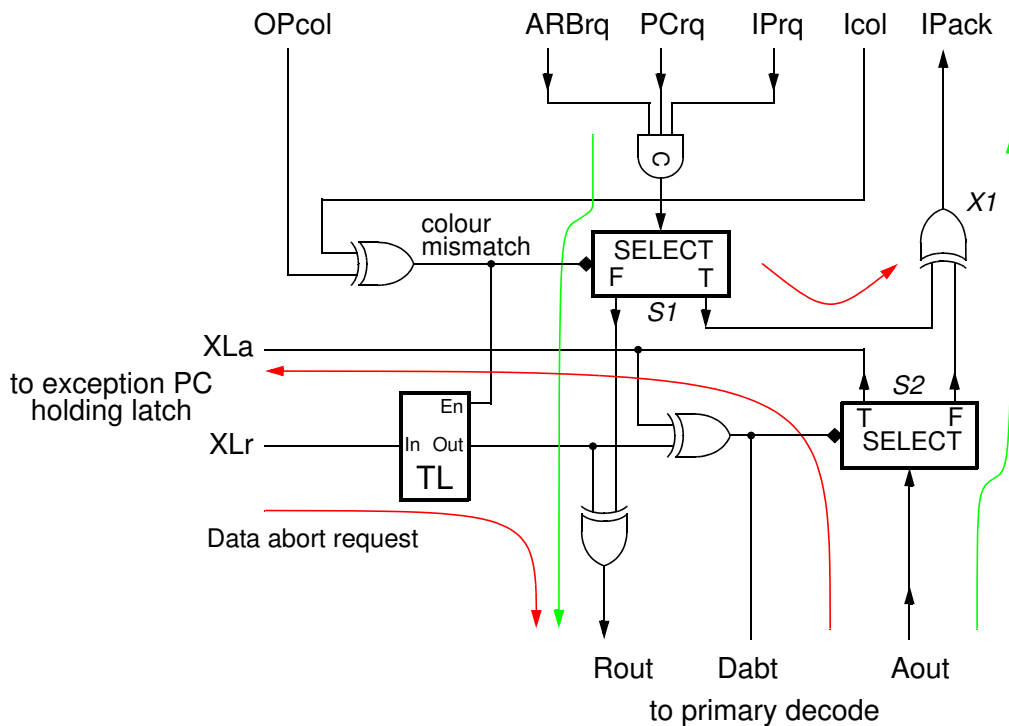 OPcol
ARBrq
PCrq
IPrq
Icol
IPack
C
X1
colour
mismatch
SELECT
F T
S1
XLa
to exception PC
holding latch
S2
T F
SELECT
En
XLr
In Out
TL
Data abort request
Rout
Dabt
Aout
to primary decode